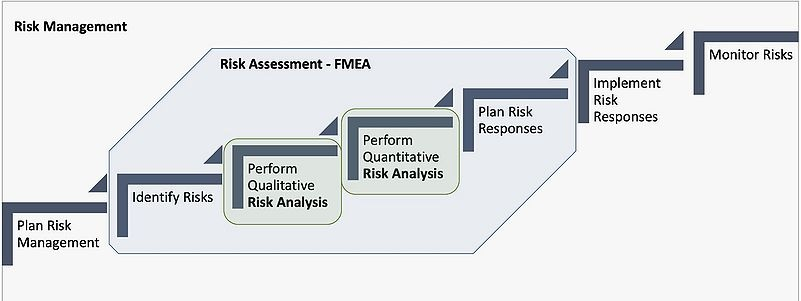 Risk Management
Risk Assessment - FMEA
Plan Risk
Management
Identify Risks
Perform
Qualitative
Risk Analysis
Perform
Quantitative
Risk Analysis
Plan Risk
Responses
Implement
Risk
Responses
Monitor Risks